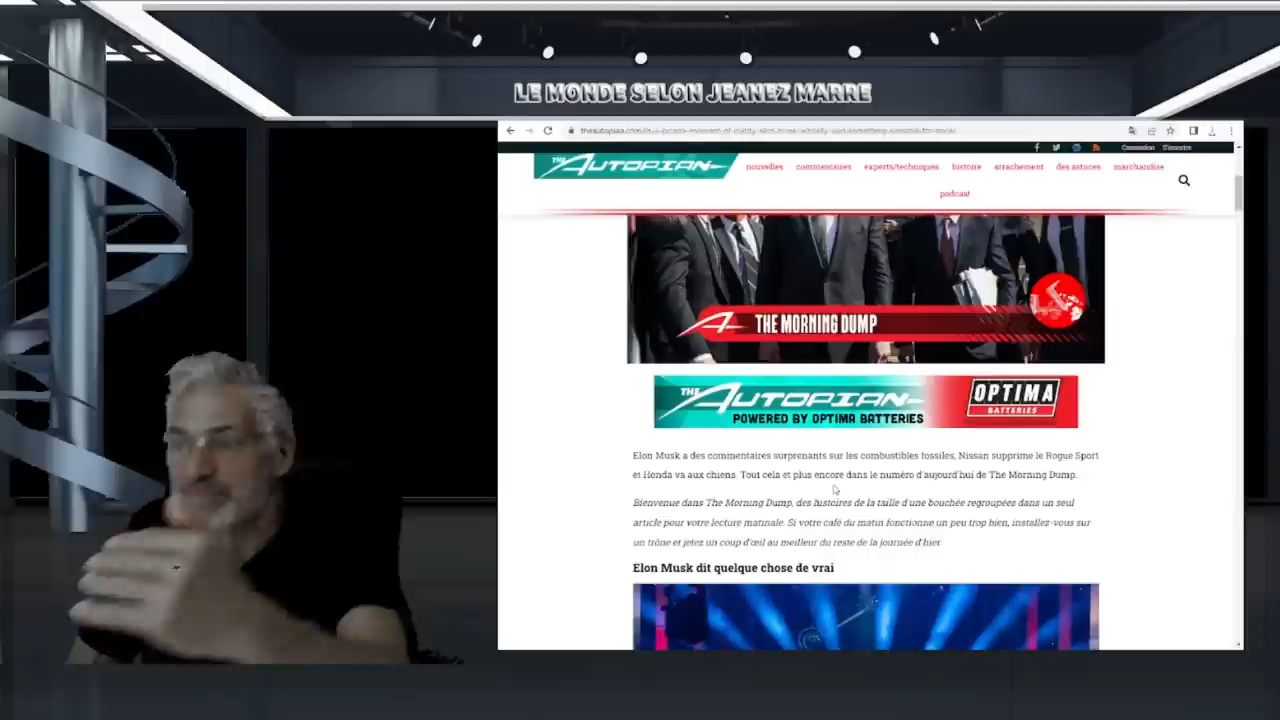 LE MONDE SELON JEANEZ MARRE
Connexion S'inscrire
THE AUTOPIAN
nouvelles commentaires experts/techniques histoire arrachement des astuces marchandise
podcast
THE MORNING DUMP
THE AUTOPIAN
POWERED BY OPTIMA BATTERIES
OPTIMA
BATTERIES
Elon Musk a des commentaires surprenants sur les combustibles fossiles, Nissan supprime le Rogue Sport
et Honda va aux chiens. Tout cela et plus encore dans le numéro d'aujourd'hui de The Morning Dump.
Bienvenue dans The Morning Dump, des histoires de la taille d'une bouchée regroupées dans un seul
article pour votre lecture matinale. Si votre café du matin fonctionne un peu trop bien, installez-vous sur
un trône et jetez un coup d'œil au meilleur du reste de la journée d'hier.
Elon Musk dit quelque chose de vrai